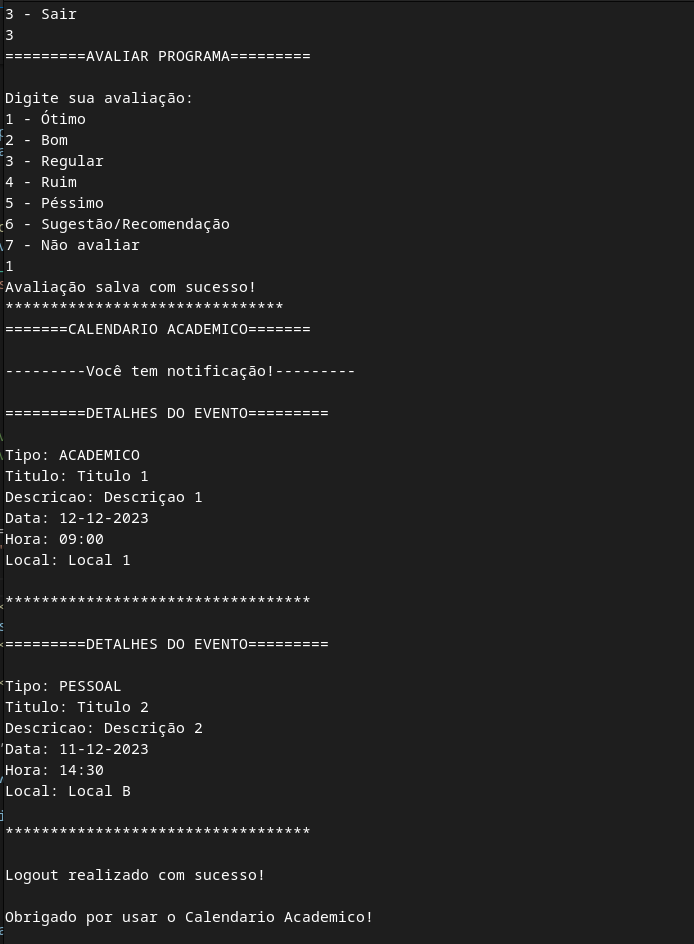 3 - Sair
3
=========AVALIAR PROGRAMA=========
Digite sua avaliação:
1 - Ótimo
2 - Bom
3 - Regular
4 - Ruim
5 - Péssimo
6 - Sugestão/Recomendação
7 - Não avaliar
1
Avaliação salva com sucesso!
*******************************
=======CALENDARIO ACADEMICO=======
---------Você tem notificação!---------
=========DETALHES DO EVENTO=========
Tipo: ACADEMICO
Titulo: Titulo 1
Descricao: Descriçao 1
Data: 12-12-2023
Hora: 09:00
Local: Local 1
**********************************
=========DETALHES DO EVENTO=========
Tipo: PESSOAL
Titulo: Titulo 2
Descricao: Descrição 2
Data: 11-12-2023
Hora: 14:30
Local: Local B
**********************************
Logout realizado com sucesso!
Obrigado por usar o Calendario Academico!